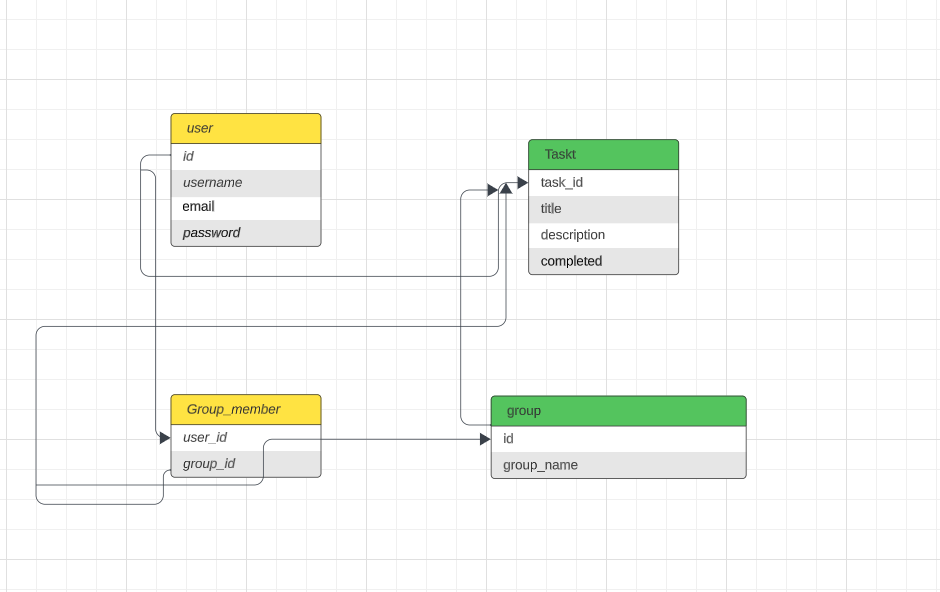 user
id
username
email
password
Taskt
task_id
title
description
completed
Group_member
user_id
group_id
group
id
group_name